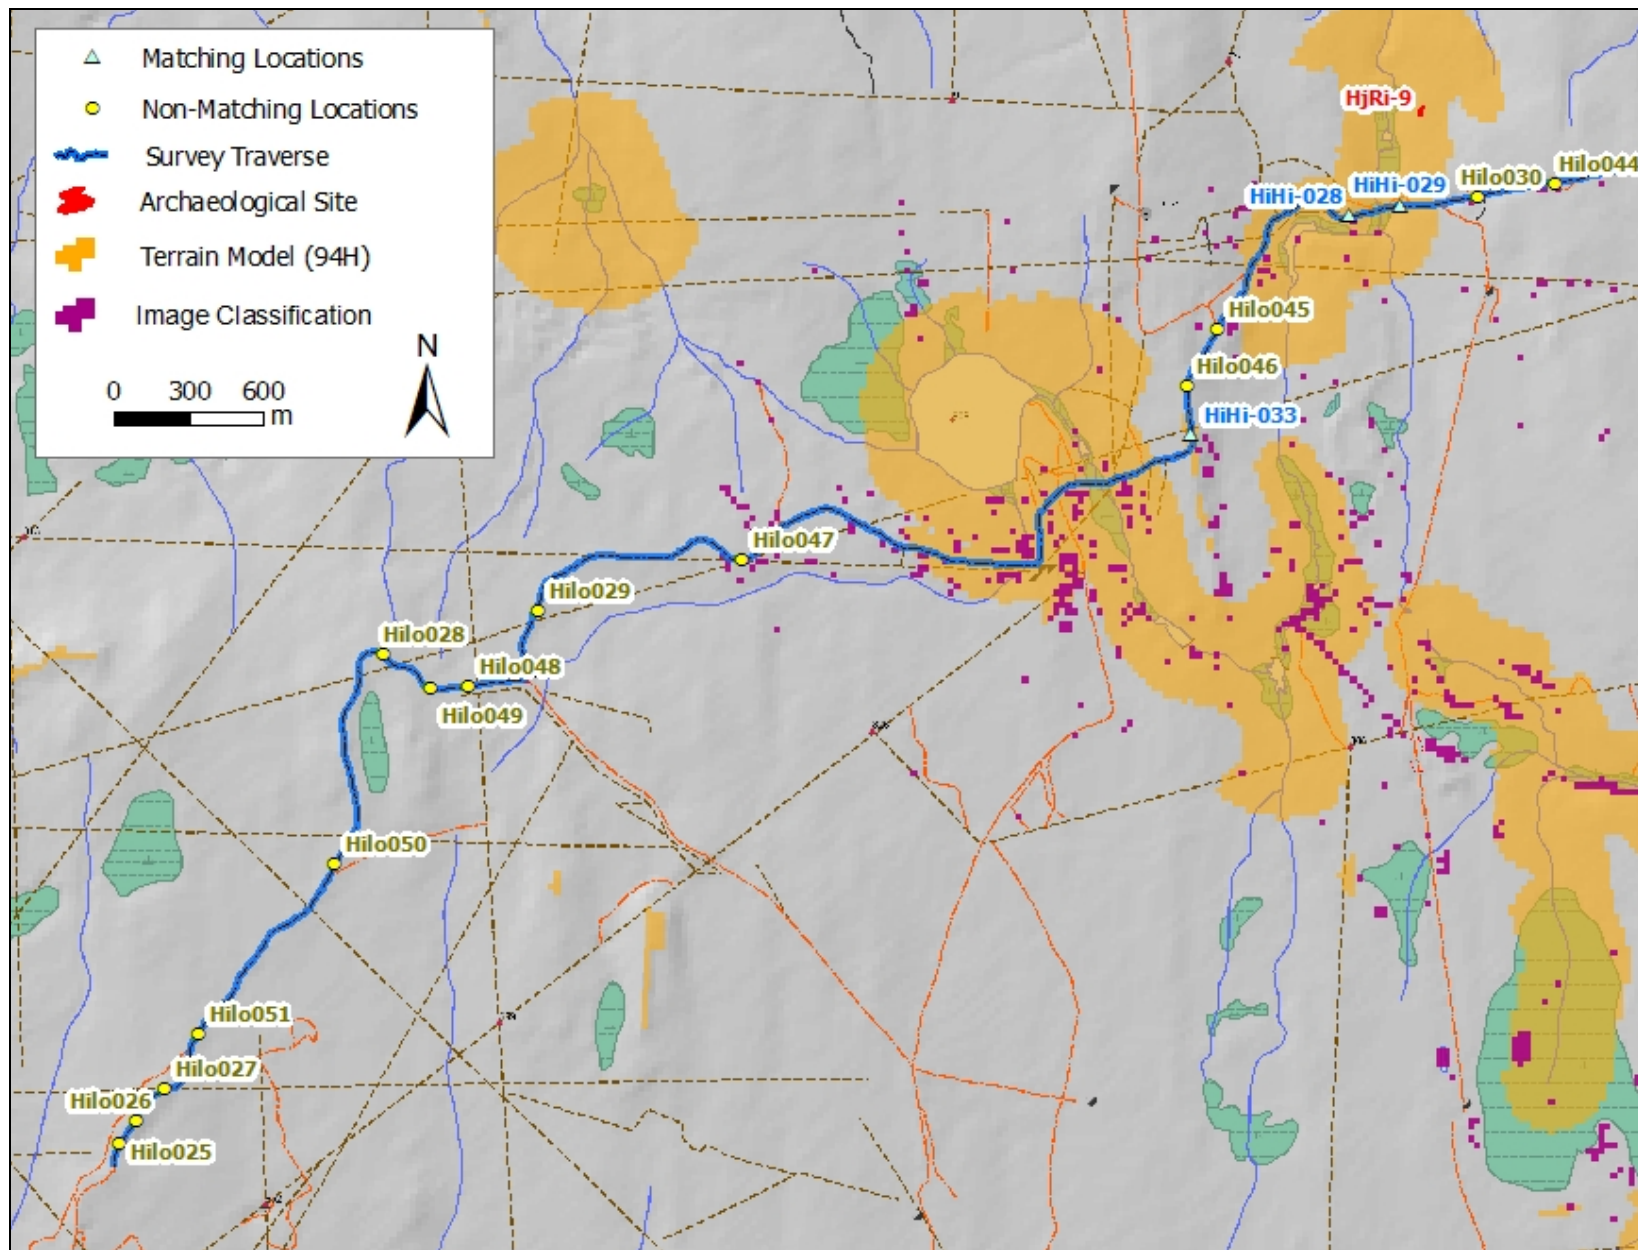 Matching Locations
Non-Matching Locations
Survey Traverse
Archaeological Site
Terrain Model (94H)
Image Classification
N
0 300 600
m
HjRi-9
Hilo044
Hilo030
HiHi-029
HiHi-028
Hilo045
Hilo046
HiHi-033
Hilo047
Hilo029
Hilo028
Hilo048
Hilo049
Hilo050
Hilo051
Hilo027
Hilo026
Hilo025